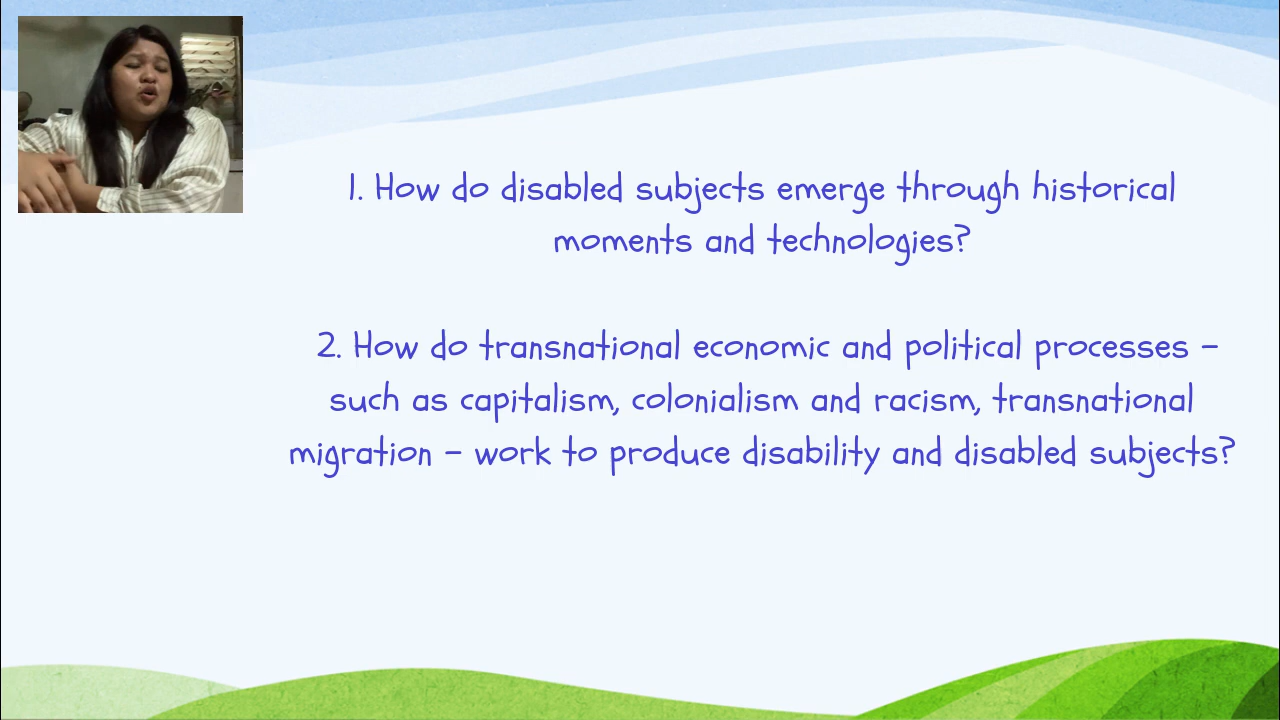 1. How do disabled subjects emerge through historical
moments and technologies?
2. How do transnational economic and political processes –
such as capitalism, colonialism and racism, transnational
migration – work to produce disability and disabled subjects?